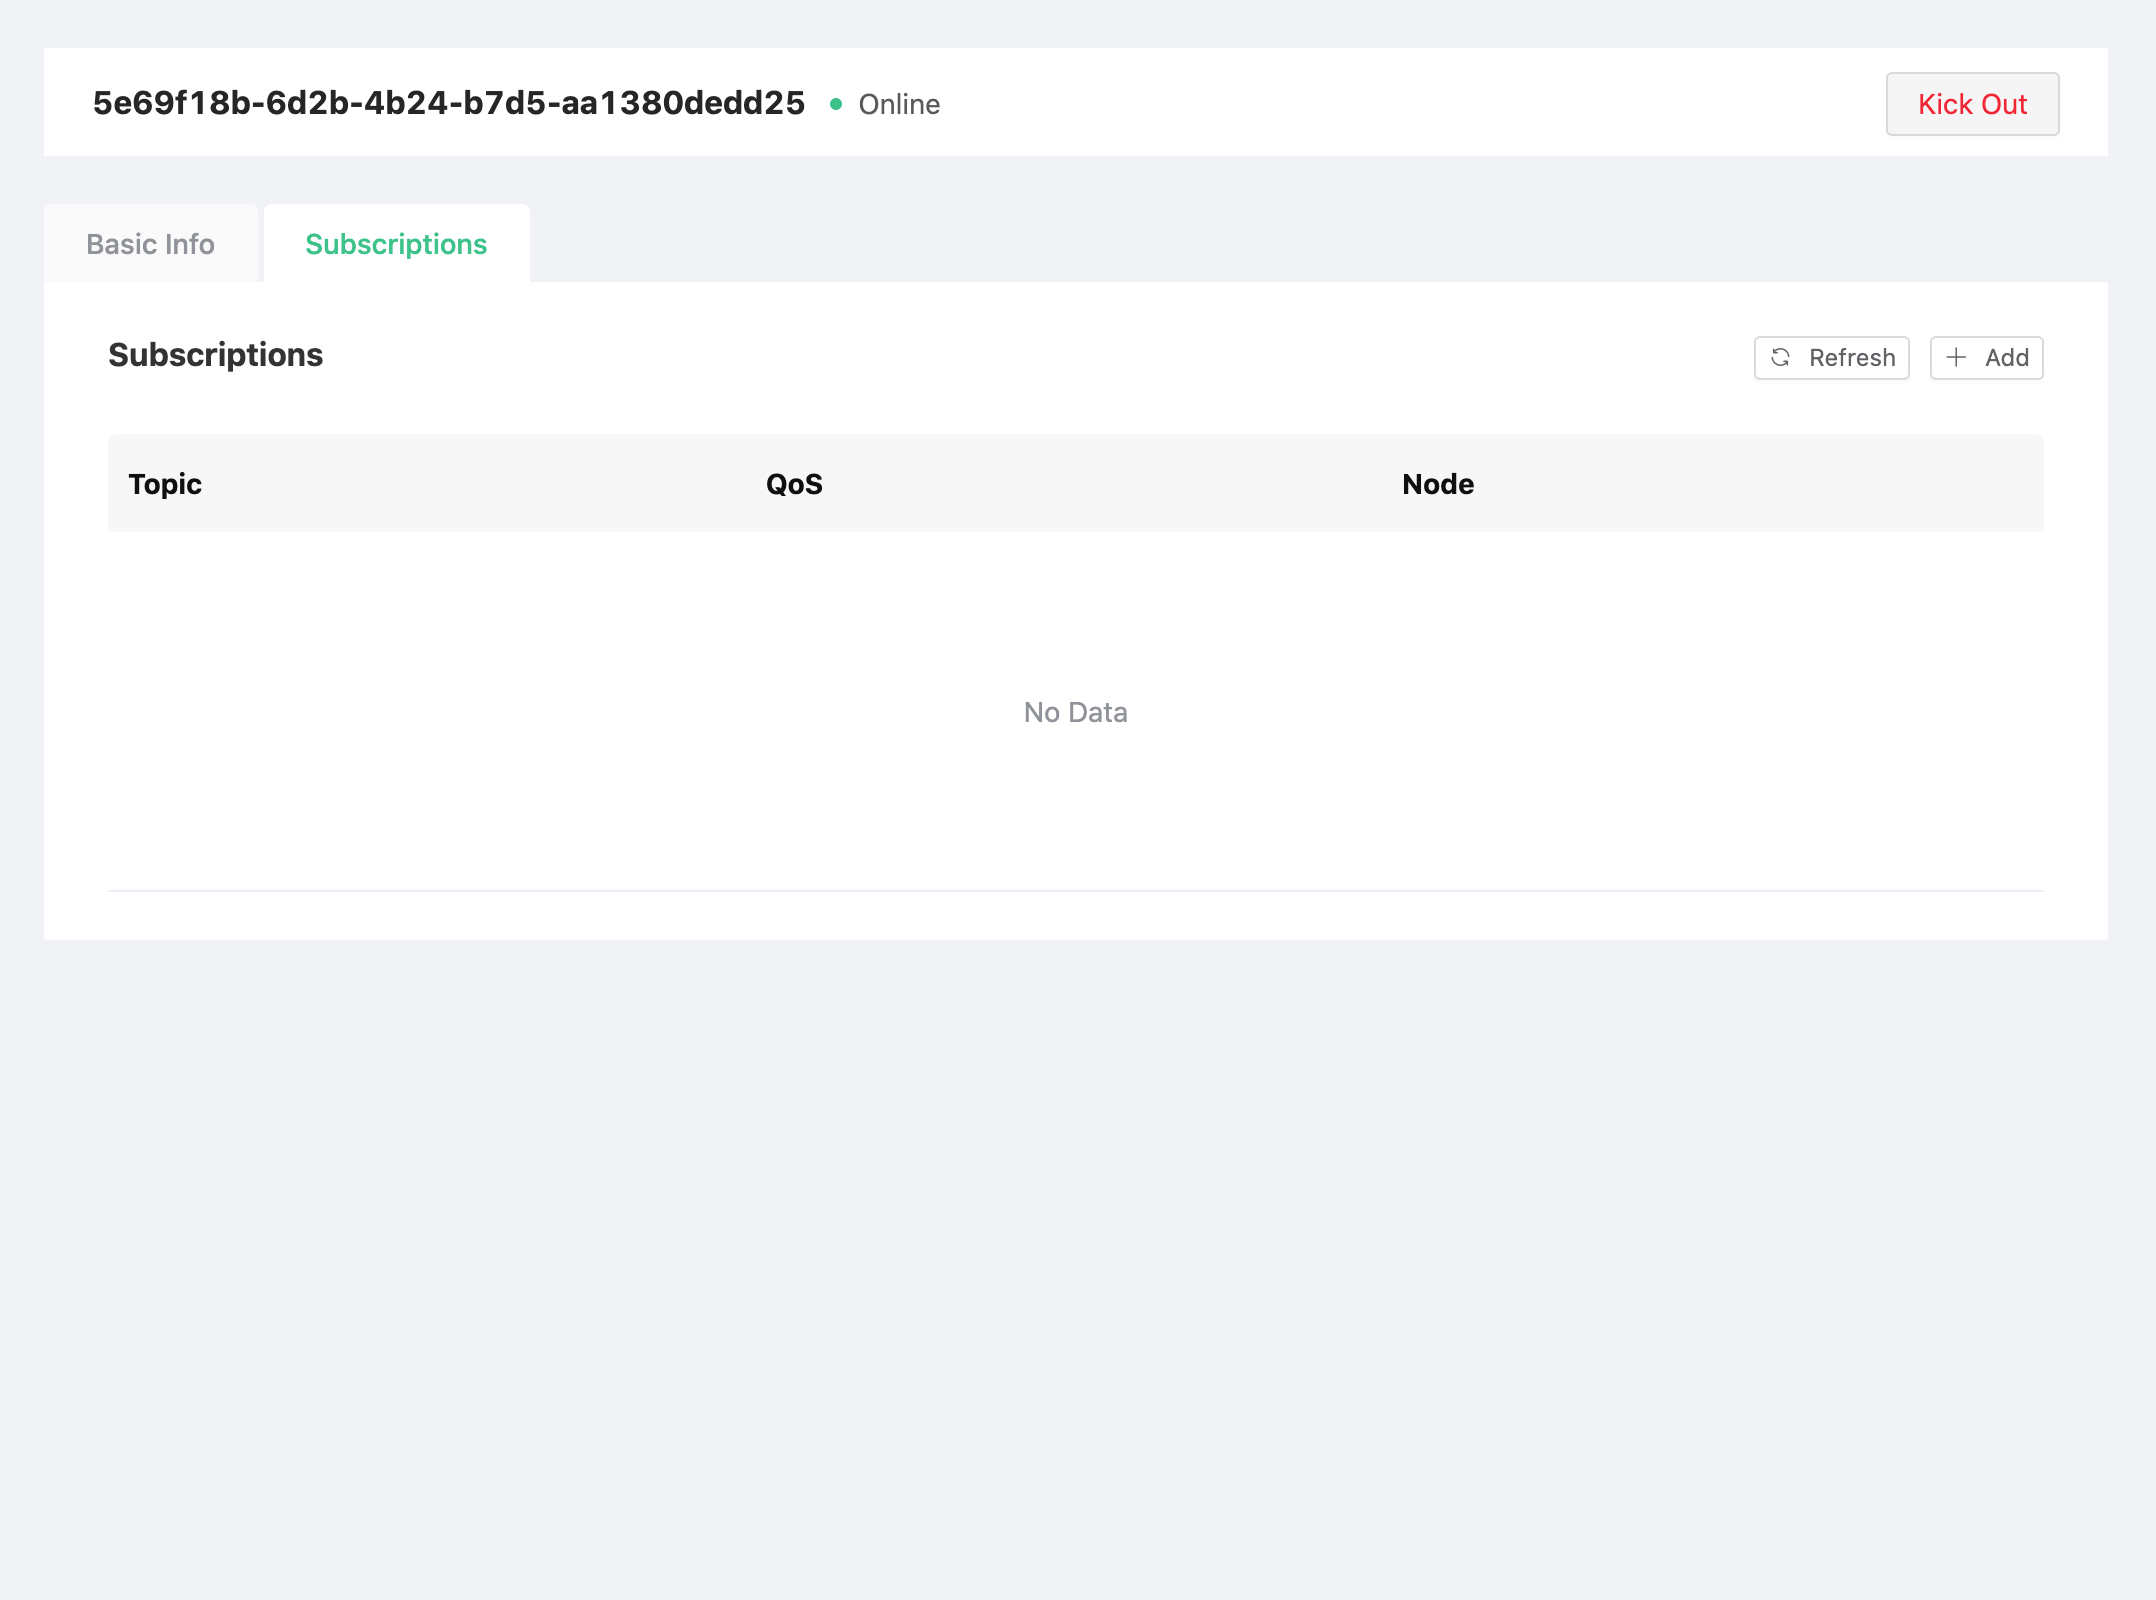 5e69f18b-6d2b-4b24-b7d5-aa1380dedd25 Online Kick Out
Basic Info Subscriptions
Subscriptions Refresh Add
Topic QoS Node
No Data